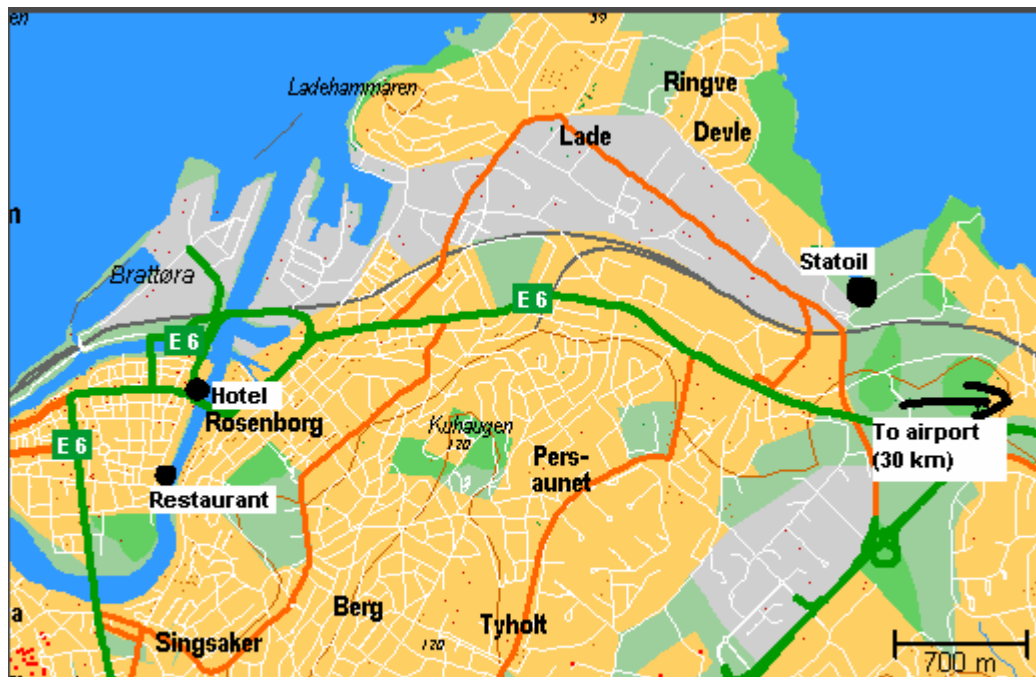 39
Ladehammaren
Ringve
Devle
Lade
Statoil
Brattøra
E 6
E 6
Hotel
Rosenborg
Kuhaugen
120
To airport
(30 km)
E 6
Pers-
aunet
Restaurant
Berg
Tyholt
Singsaker
120
700 m